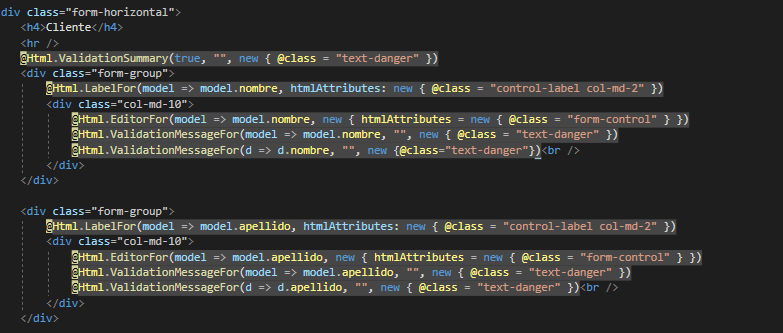 div class="form-horizontal">
<h4>Cliente</h4>
<hr />
@Html.ValidationSummary(true, "", new { @class = "text-danger" })
<div class="form-group">
@Html.LabelFor(model => model.nombre, htmlAttributes: new { @class = "control-label col-md-2" })
<div class="col-md-10">
@Html.EditorFor(model => model.nombre, new { htmlAttributes = new { @class = "form-control" } })
@Html.ValidationMessageFor(model => model.nombre, "", new { @class = "text-danger" })
@Html.ValidationMessageFor(d => d.nombre, "", new {@class="text-danger"})<br />
</div>
</div>
<div class="form-group">
@Html.LabelFor(model => model.apellido, htmlAttributes: new { @class = "control-label col-md-2" })
<div class="col-md-10">
@Html.EditorFor(model => model.apellido, new { htmlAttributes = new { @class = "form-control" } })
@Html.ValidationMessageFor(model => model.apellido, "", new { @class = "text-danger" })
@Html.ValidationMessageFor(d => d.apellido, "", new { @class = "text-danger" })<br />
</div>
</div>